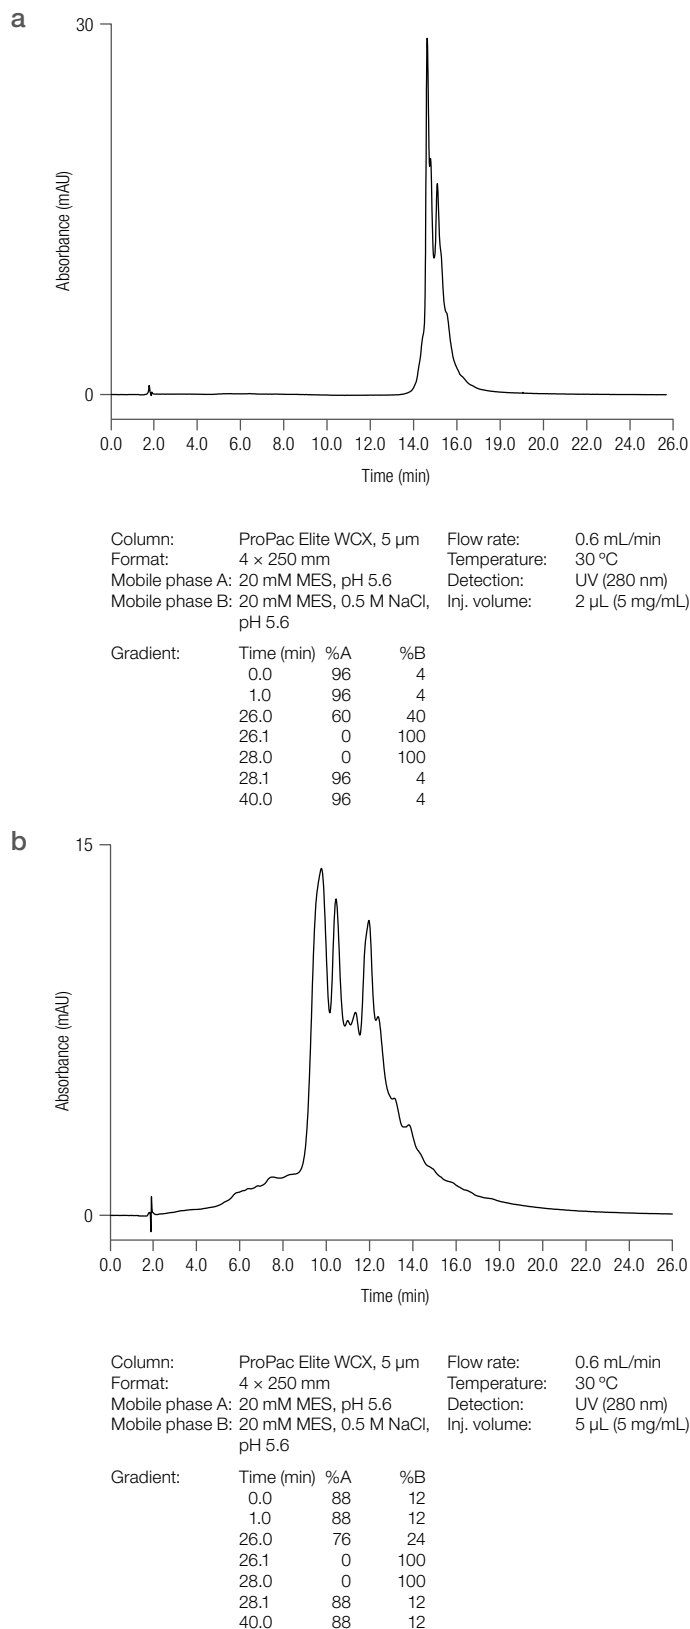 a
30
Absorbance (mAU)
0
0.0 2.0 4.0 6.0 8.0 10.0 12.0 14.0 16.0 18.0 20.0 22.0 24.0 26.0
Time (min)
Column: ProPac Elite WCX, 5 µm Flow rate: 0.6 mL/min
Format: 4 × 250 mm Temperature: 30 ºC
Mobile phase A: 20 mM MES, pH 5.6 Detection: UV (280 nm)
Mobile phase B: 20 mM MES, 0.5 M NaCl, Inj. volume: 2 µL (5 mg/mL)
pH 5.6
Gradient: Time (min) %A %B
0.0 96 4
1.0 96 4
26.0 60 40
26.1 0 100
28.0 0 100
28.1 96 4
40.0 96 4
b
15
Absorbance (mAU)
0
0.0 2.0 4.0 6.0 8.0 10.0 12.0 14.0 16.0 18.0 20.0 22.0 24.0 26.0
Time (min)
Column: ProPac Elite WCX, 5 µm Flow rate: 0.6 mL/min
Format: 4 × 250 mm Temperature: 30 ºC
Mobile phase A: 20 mM MES, pH 5.6 Detection: UV (280 nm)
Mobile phase B: 20 mM MES, 0.5 M NaCl, Inj. volume: 5 µL (5 mg/mL)
pH 5.6
Gradient: Time (min) %A %B
0.0 88 12
1.0 88 12
26.0 76 24
26.1 0 100
28.0 0 100
28.1 88 12
40.0 88 12